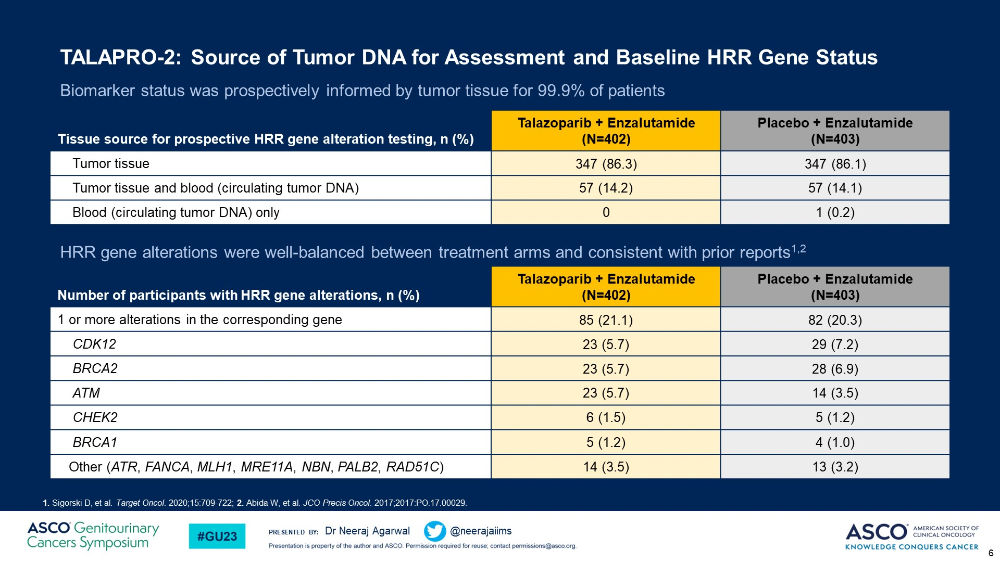 TALAPRO-2: Source of Tumor DNA for Assessment and Baseline HRR Gene Status
Biomarker status was prospectively informed by tumor tissue for 99.9% of patients
Tissue source for prospective HRR gene alteration testing, n (%) Talazoparib + Enzalutamide (N=402) Placebo + Enzalutamide (N=403)
Tumor tissue 347 (86.3) 347 (86.1)
Tumor tissue and blood (circulating tumor DNA) 57 (14.2) 57 (14.1)
Blood (circulating tumor DNA) only 0 1 (0.2)
HRR gene alterations were well-balanced between treatment arms and consistent with prior reports1,2
Number of participants with HRR gene alterations, n (%) Talazoparib + Enzalutamide (N=402) Placebo + Enzalutamide (N=403)
1 or more alterations in the corresponding gene 85 (21.1) 82 (20.3)
CDK12 23 (5.7) 29 (7.2)
BRCA2 23 (5.7) 28 (6.9)
ATM 23 (5.7) 14 (3.5)
CHEK2 6 (1.5) 5 (1.2)
BRCA1 5 (1.2) 4 (1.0)
Other (ATR, FANCA, MLH1, MRE11A, NBN, PALB2, RAD51C) 14 (3.5) 13 (3.2)
1. Sigorski D, et al. Target Oncol. 2020;15:709-722; 2. Abida W, et al. JCO Precis Oncol. 2017;2017:PO.17.00029.
ASCO Genitourinary
Cancers Symposium
#GU23
PRESENTED BY: Dr Neeraj Agarwal @neerajaiims
Presentation is property of the author and ASCO. Permission required for reuse; contact permissions@asco.org.
ASCO AMERICAN SOCIETY OF
CLINICAL ONCOLOGY
KNOWLEDGE CONQUERS CANCER
6